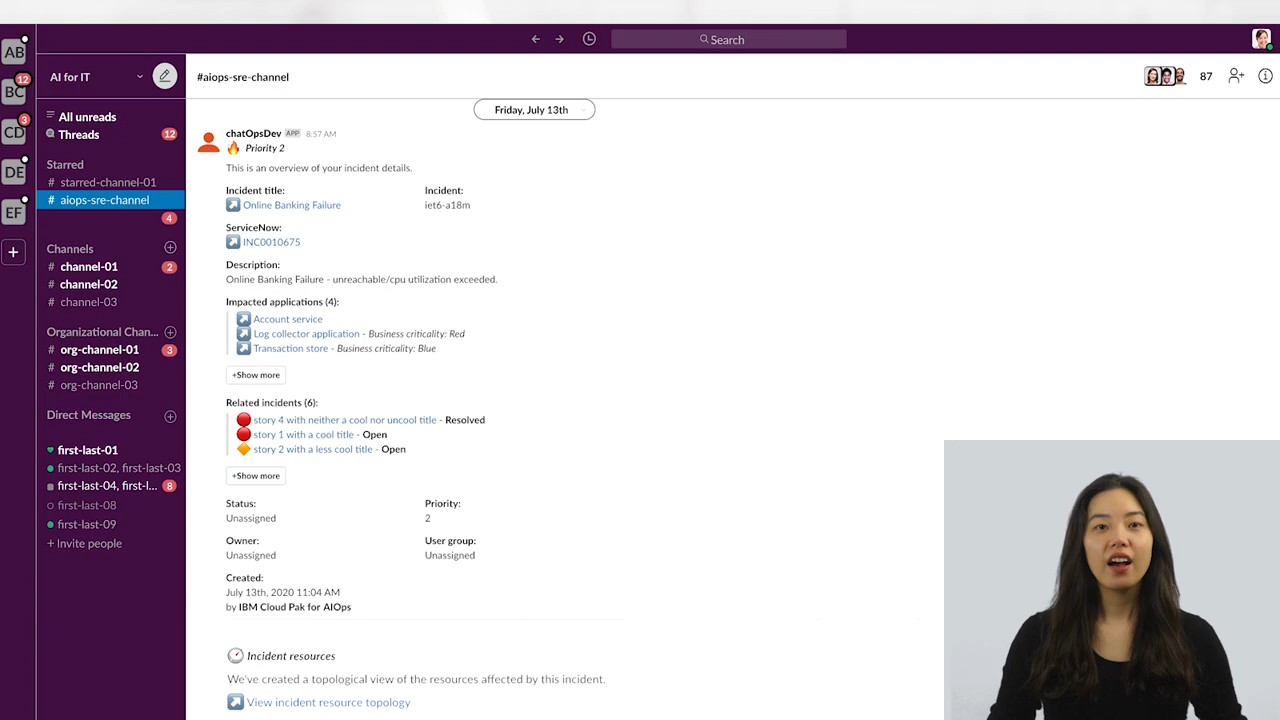 Search
AB
BC
12
CD
3
DE
EF
+
AI for IT
All unreads
Threads
12
Starred
# starred-channel-01
# aiops-sre-channel
4
Channels
# channel-01
2
# channel-02
# channel-03
Organizational Chan...
# org-channel-01
3
# org-channel-02
# org-channel-03
Direct Messages
first-last-01
first-last-02, first-last-03
first-last-04, first-l...
8
first-last-08
first-last-09
+ Invite people
#aiops-sre-channel
87
Friday, July 13th
chatOpsDev APP 8:57 AM
Priority 2
This is an overview of your incident details.
Incident title:
Online Banking Failure
Incident:
iet6-a18m
ServiceNow:
INC0010675
Description:
Online Banking Failure - unreachable/cpu utilization exceeded.
Impacted applications (4):
Account service
Log collector application - Business criticality: Red
Transaction store - Business criticality: Blue
+Show more
Related incidents (6):
story 4 with neither a cool nor uncool title - Resolved
story 1 with a cool title - Open
story 2 with a less cool title - Open
+Show more
Status:
Unassigned
Priority:
2
Owner:
Unassigned
User group:
Unassigned
Created:
July 13th, 2020 11:04 AM
by IBM Cloud Pak for AIOps
Incident resources
We've created a topological view of the resources affected by this incident.
View incident resource topology